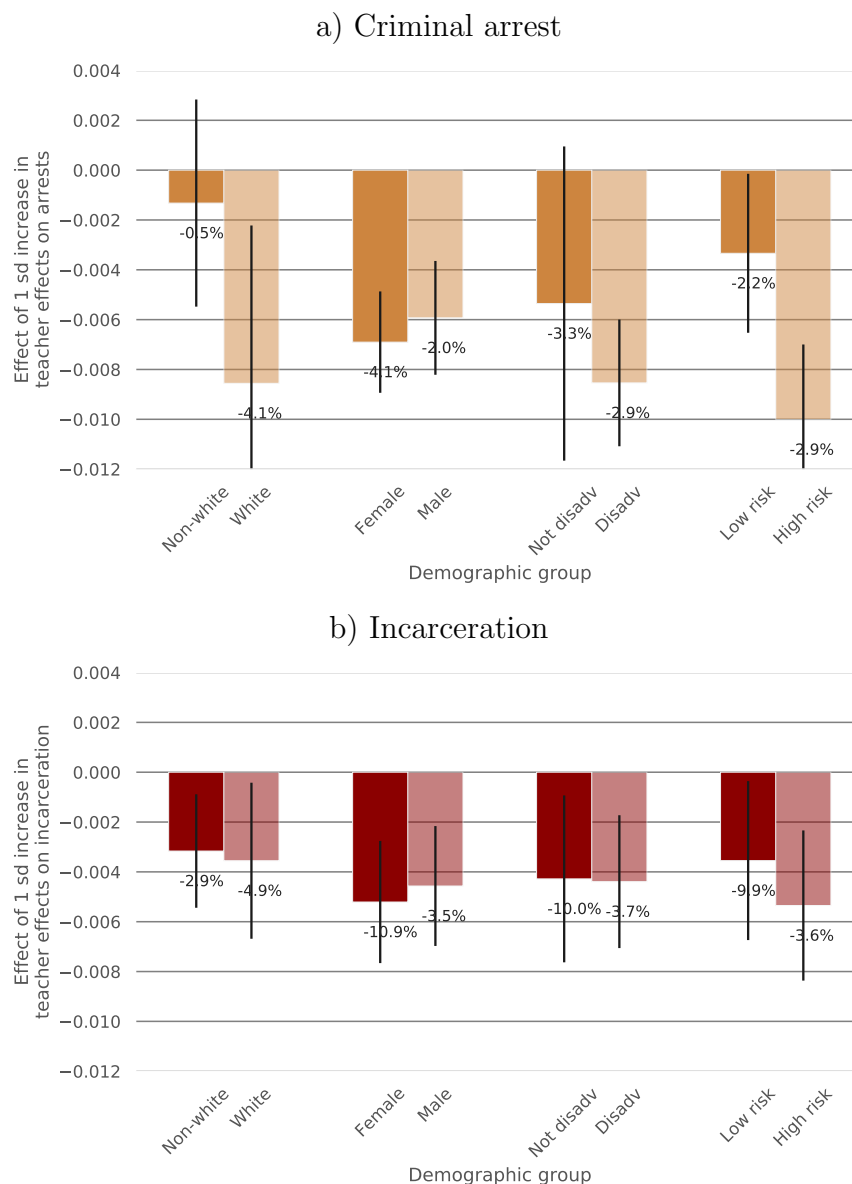 a) Criminal arrest
Effect of 1 sd increase in
teacher effects on arrests
0.004
0.002
0.000
−0.002
−0.004
−0.006
−0.008
−0.010
−0.012
-0.5%
-4.1%
-4.1%
-2.0%
-3.3%
-2.9%
-2.2%
-2.9%
Non-white
White
Female
Male
Not disadv
Disadv
Low risk
High risk
Demographic group
b) Incarceration
Effect of 1 sd increase in
teacher effects on incarceration
0.004
0.002
0.000
−0.002
−0.004
−0.006
−0.008
−0.010
−0.012
-2.9%
-4.9%
-10.9%
-3.5%
-10.0%
-3.7%
-9.9%
-3.6%
Non-white
White
Female
Male
Not disadv
Disadv
Low risk
High risk
Demographic group